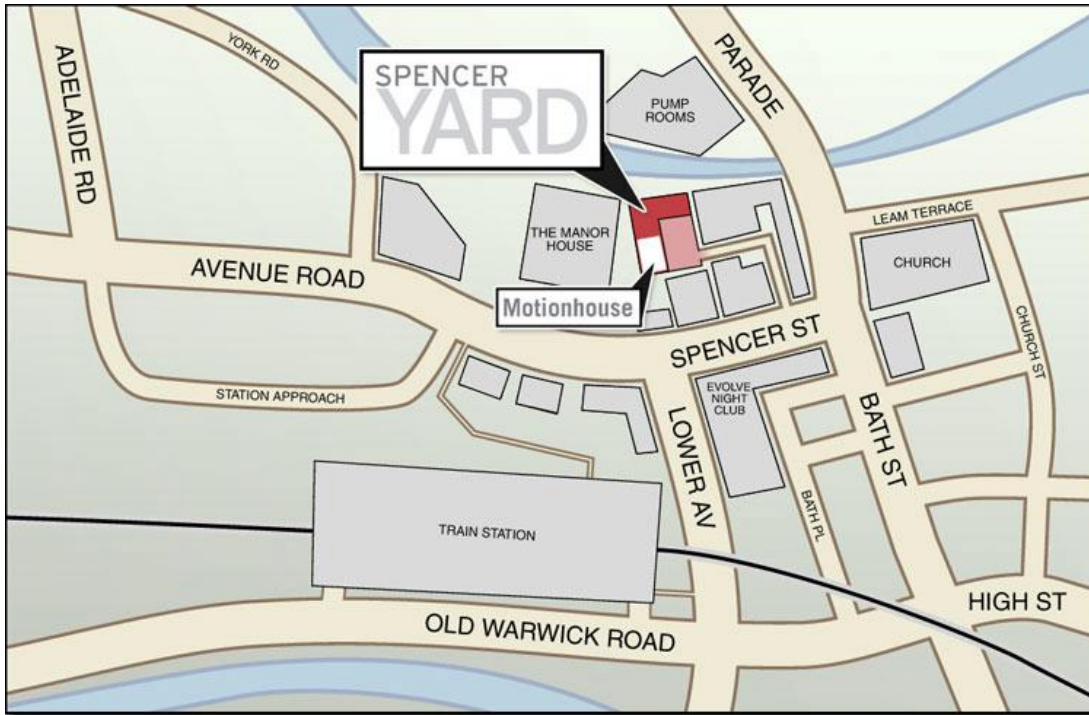 ADELAIDE RD
YORK RD
SPENCER
YARD
PUMP
ROOMS
PARADE
THE MANOR
HOUSE
LEAM TERRACE
CHURCH
AVENUE ROAD
Motionhouse
SPENCER ST
CHURCH ST
STATION APPROACH
EVOLVE
NIGHT
CLUB
LOWER AV
BATH ST
BATH PL
TRAIN STATION
HIGH ST
OLD WARWICK ROAD